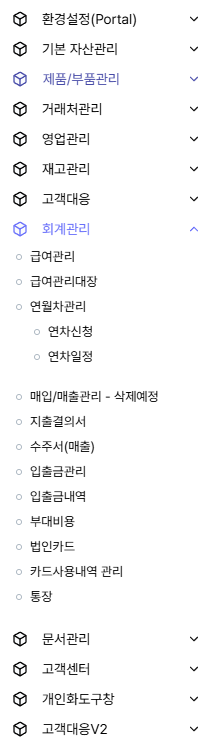 환경설정(Portal)
기본 자산관리
제품/부품관리
거래처관리
영업관리
재고관리
고객대응
회계관리
급여관리
급여관리대장
연월차관리
연차신청
연차일정
매입/매출관리 - 삭제예정
지출결의서
수주서(매출)
입출금관리
입출금내역
부대비용
법인카드
카드사용내역 관리
통장
문서관리
고객센터
개인화도구창
고객대응V2